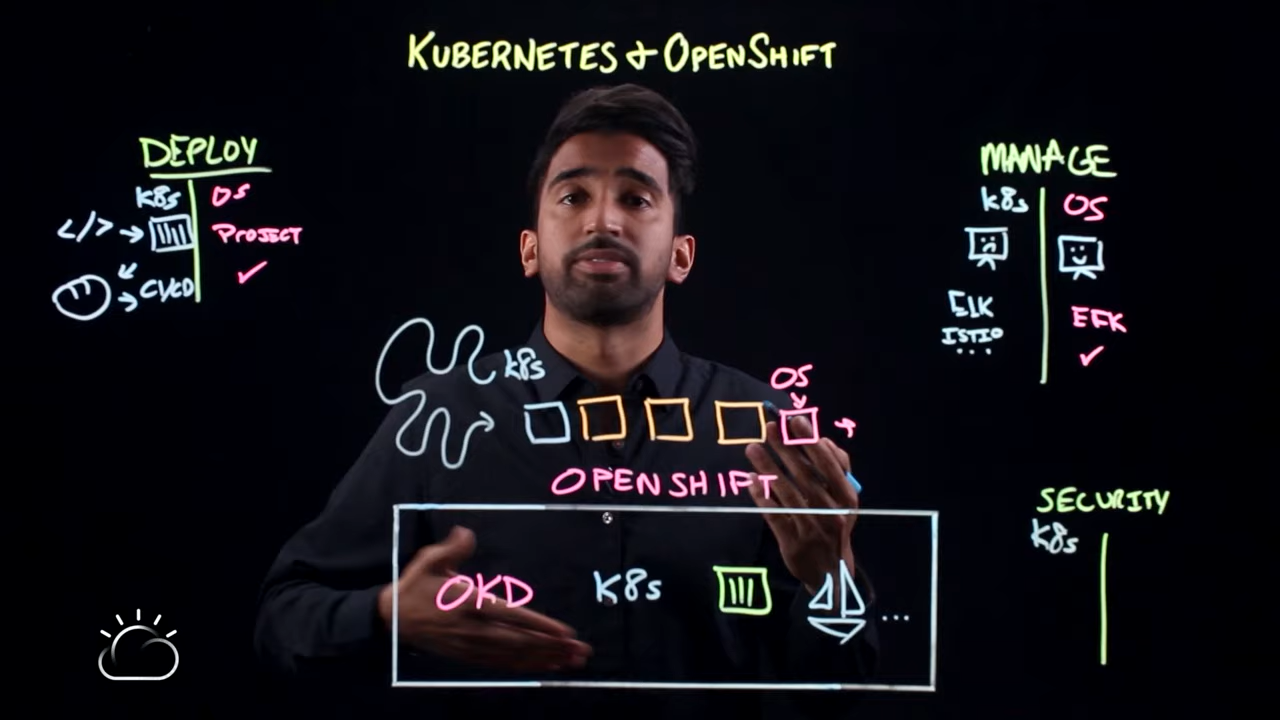 KUBERNETES & OPENSHIFT
DEPLOY
K8s OS
</> → PROJECT
CI/CD ✓
MANAGE
K8s OS
ELK EFK
ISTIO ✓
...
K8s
OS
OPENSHIFT
OKD K8s ...
SECURITY
K8s